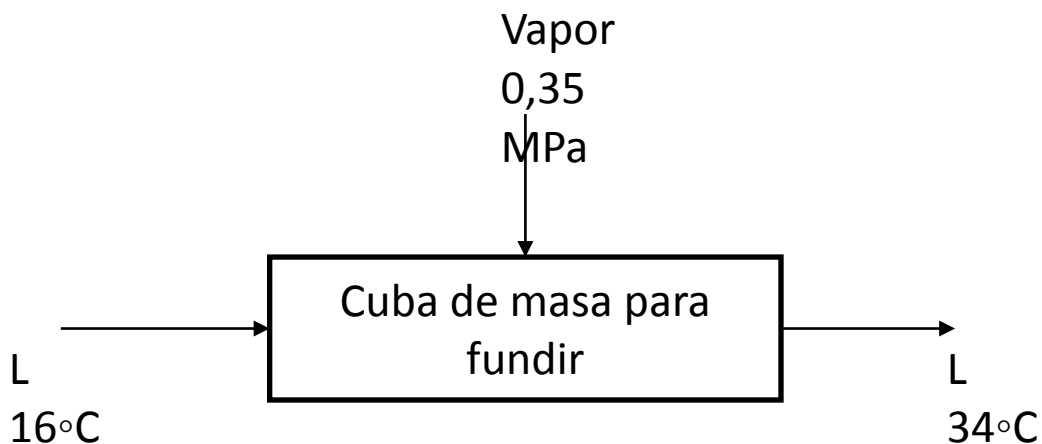 Vapor
0,35
MPa
Cuba de masa para
fundir
L
16◦C
L
34◦C